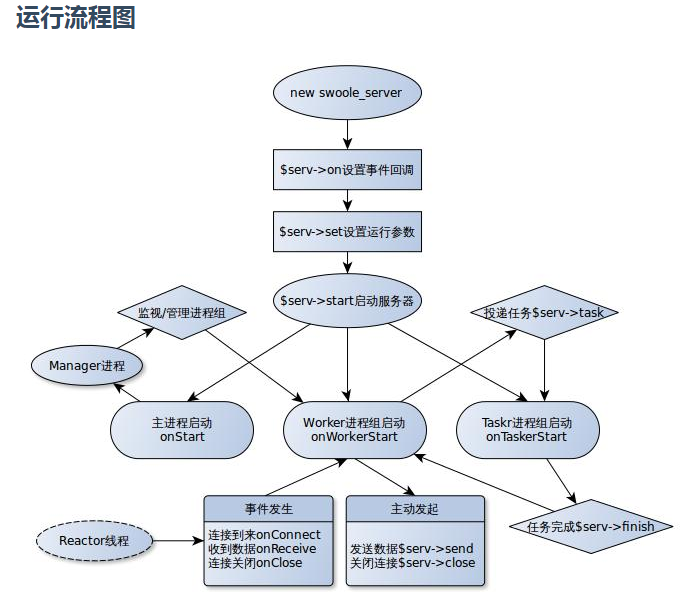 运行流程图
new swoole_server
$serv->on设置事件回调
$serv->set设置运行参数
$serv->start启动服务器
监视/管理进程组
投递任务$serv->task
Manager进程
主进程启动
onStart
Worker进程组启动
onWorkerStart
Taskr进程组启动
onTaskerStart
事件发生
连接到来onConnect
收到数据onReceive
连接关闭onClose
主动发起
发送数据$serv->send
关闭连接$serv->close
任务完成$serv->finish
Reactor线程